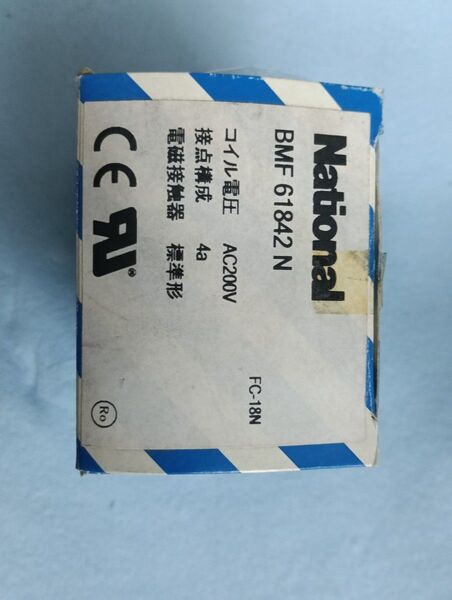 National
BMF 61842 N
FC-18N
コイル電圧 AC200V
接点構成 4a
電磁接触器 標準形
CE RU ®
Ro